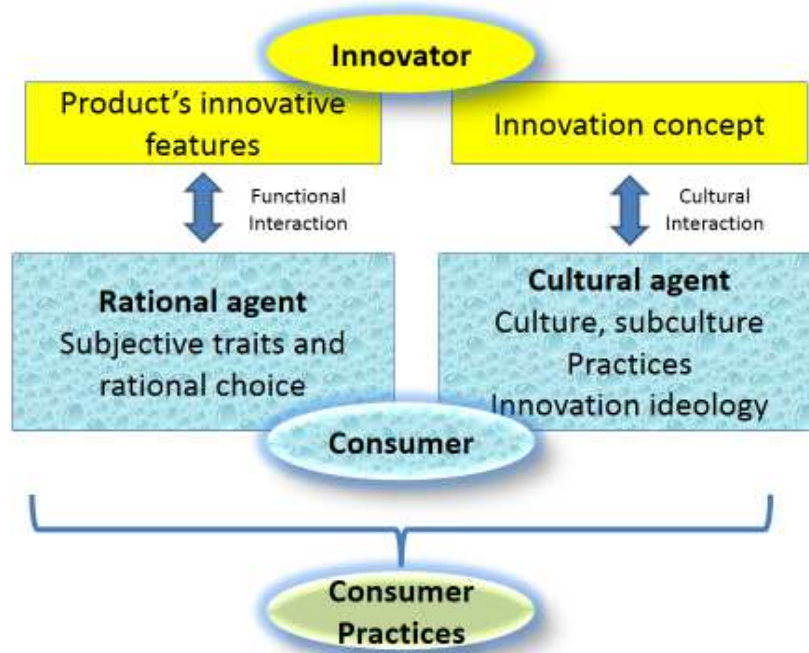 Innovator
Product's innovative
features
Innovation concept
Functional
Interaction
Cultural
Interaction
Rational agent
Subjective traits and
rational choice
Cultural agent
Culture, subculture
Practices
Innovation ideology
Consumer
Consumer
Practices